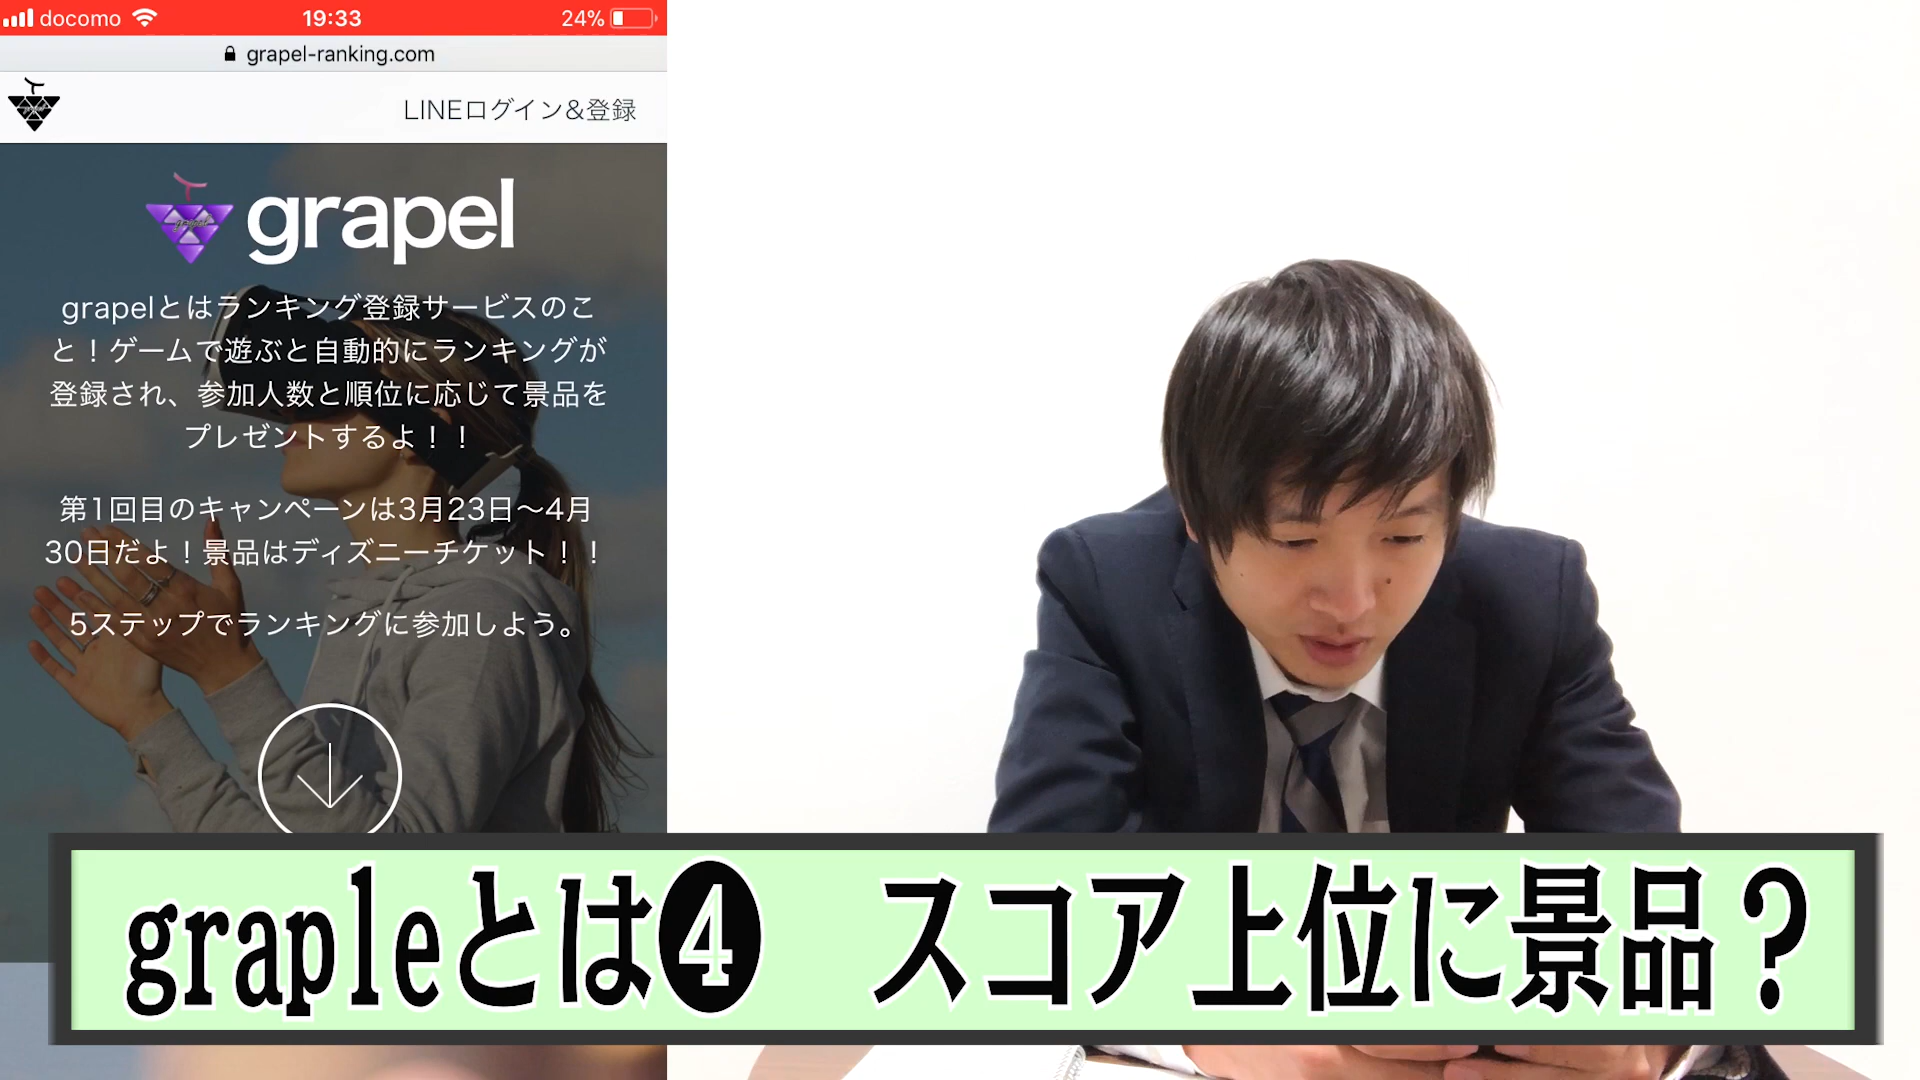 docomo 19:33 24%
grapel-ranking.com
LINEログイン&登録
grapel
grapelとはランキング登録サービスのこ
と！ゲームで遊ぶと自動的にランキングが
登録され、参加人数と順位に応じて景品を
プレゼントするよ！！
第1回目のキャンペーンは3月23日〜4月
30日だよ！景品はディズニーチケット！！
5ステップでランキングに参加しよう。
grapleとは❹　スコア上位に景品？